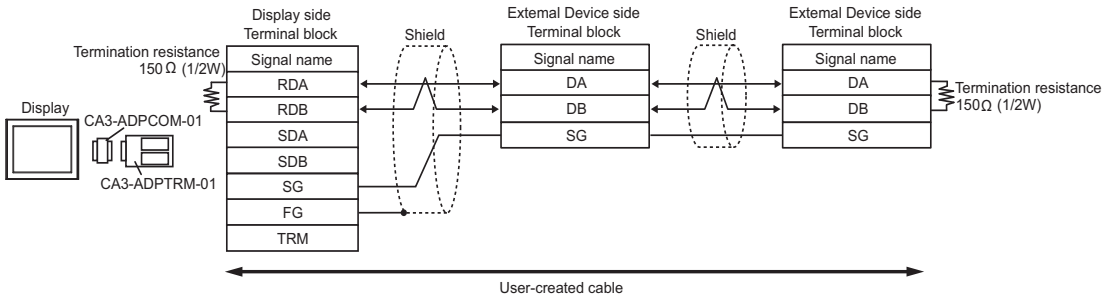 Display side
Terminal block
External Device side
Terminal block
External Device side
Terminal block
Shield
Shield
Termination resistance
150Ω (1/2W)
Signal name
RDA
RDB
SDA
SDB
SG
FG
TRM
Signal name
DA
DB
SG
Signal name
DA
DB
SG
Termination resistance
150Ω (1/2W)
Display
CA3-ADPCOM-01
CA3-ADPTRM-01
User-created cable